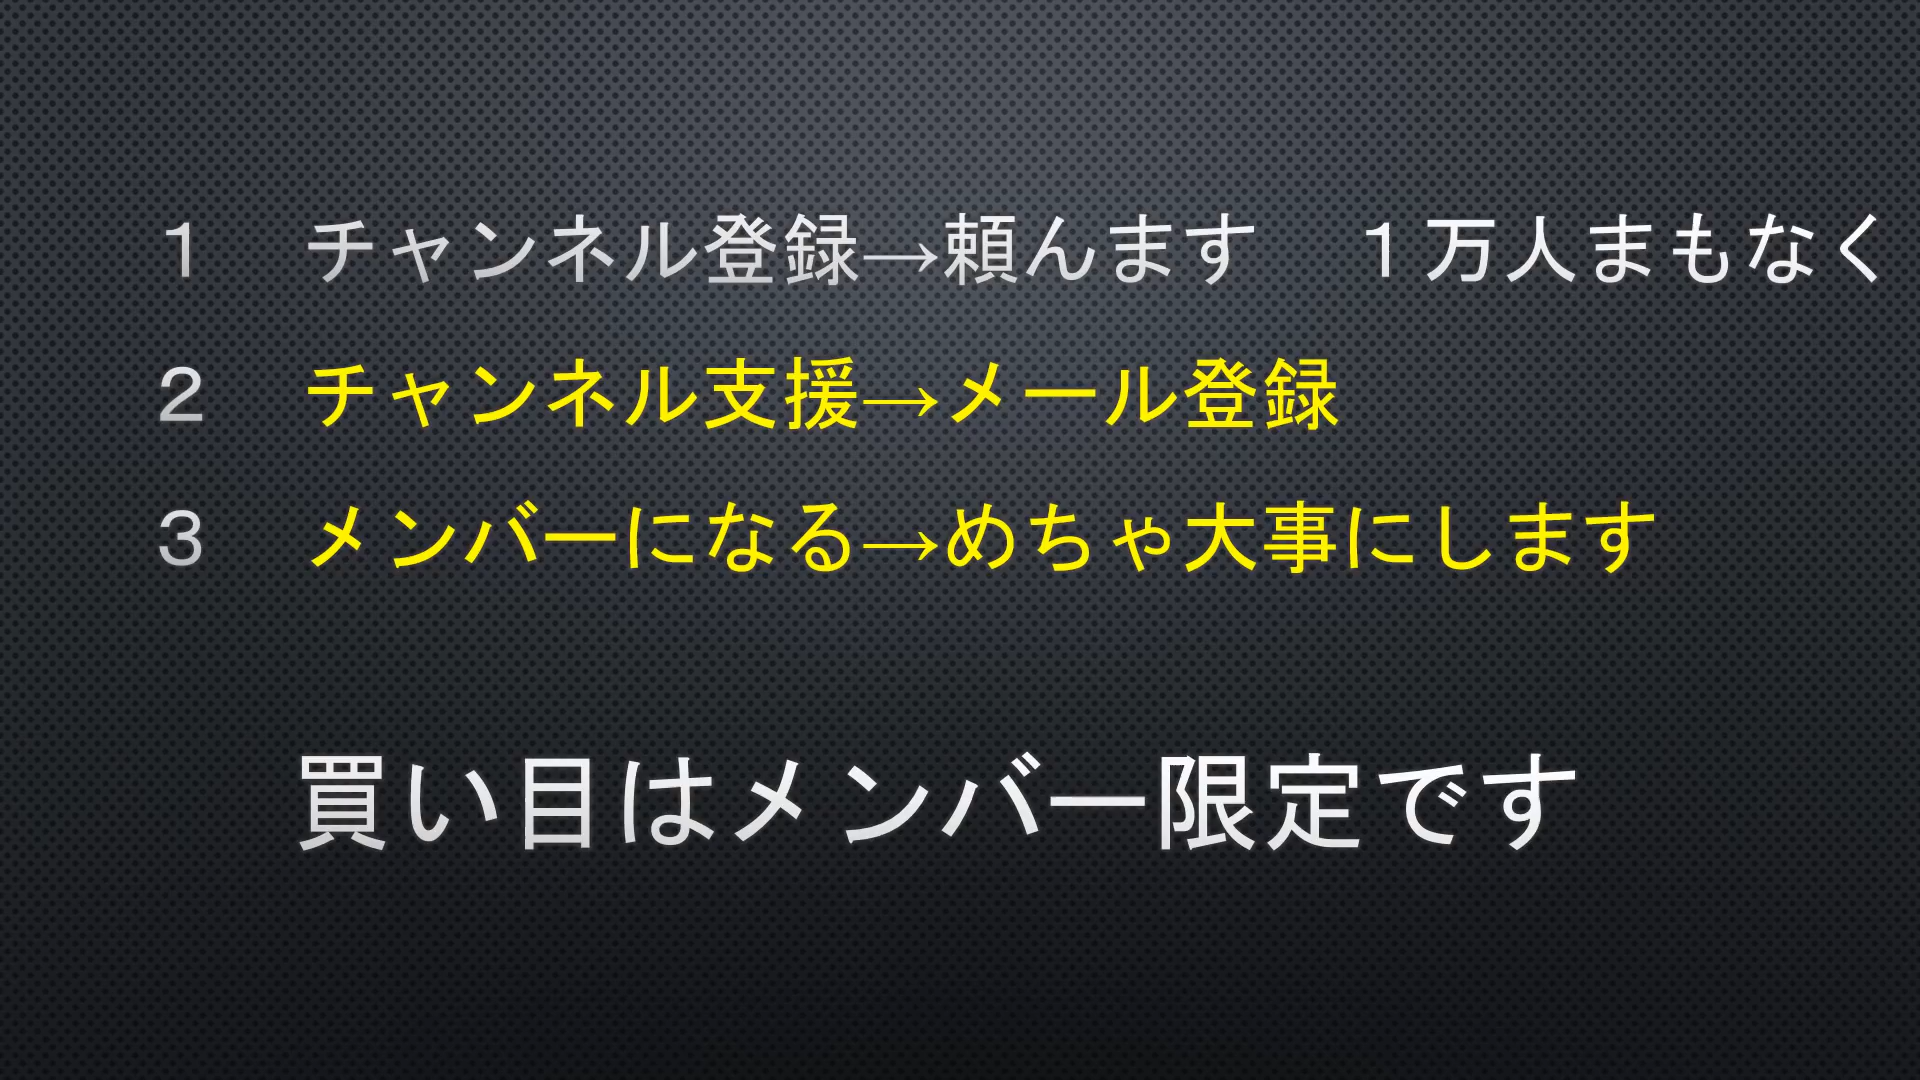 １　チャンネル登録→頼んます　１万人まもなく
２　チャンネル支援→メール登録
３　メンバーになる→めちゃ大事にします
買い目はメンバー限定です